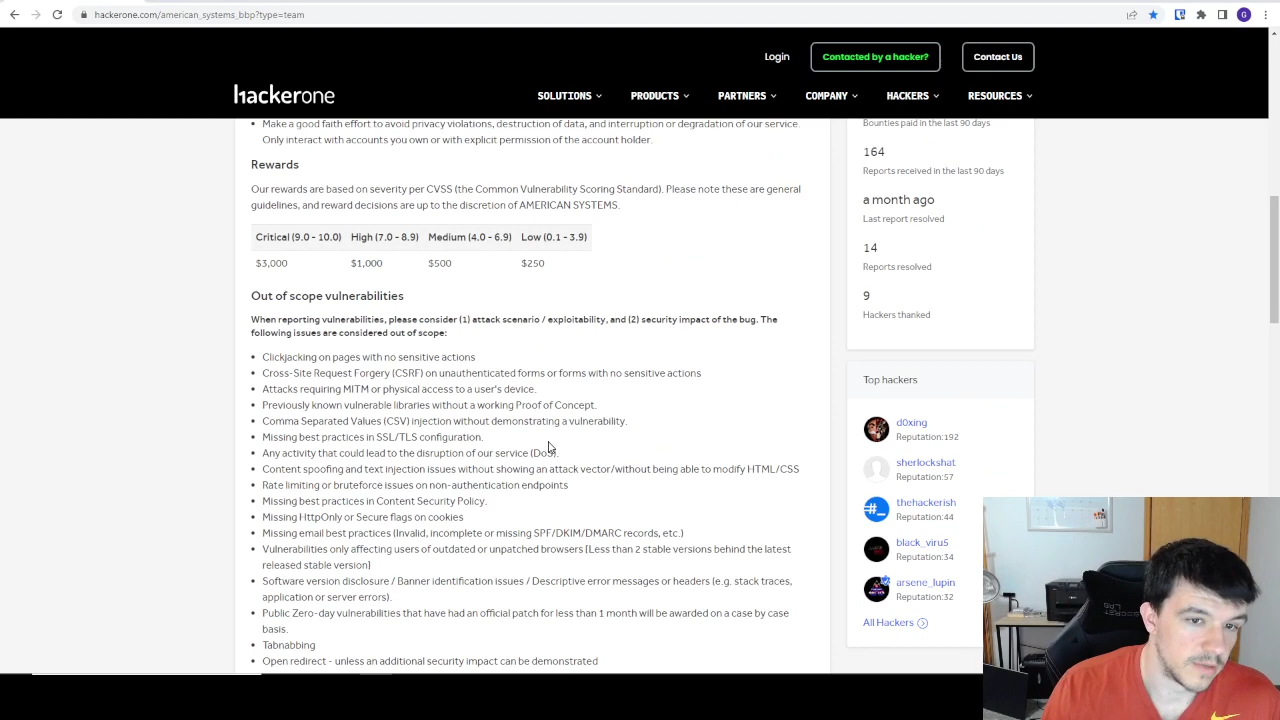 hackerone.com/american_systems_bbp?type=team
G
Login
Contacted by a hacker?
Contact Us
hackerone
SOLUTIONS
PRODUCTS
PARTNERS
COMPANY
HACKERS
RESOURCES
• Make a good faith effort to avoid privacy violations, destruction of data, and interruption or degradation of our service.
Only interact with accounts you own or with explicit permission of the account holder.
Rewards
Our rewards are based on severity per CVSS (the Common Vulnerability Scoring Standard). Please note these are general
guidelines, and reward decisions are up to the discretion of AMERICAN SYSTEMS.
Critical (9.0 - 10.0) High (7.0 - 8.9) Medium (4.0 - 6.9) Low (0.1 - 3.9)
$3,000 $1,000 $500 $250
Out of scope vulnerabilities
When reporting vulnerabilities, please consider (1) attack scenario / exploitability, and (2) security impact of the bug. The
following issues are considered out of scope:
• Clickjacking on pages with no sensitive actions
• Cross-Site Request Forgery (CSRF) on unauthenticated forms or forms with no sensitive actions
• Attacks requiring MITM or physical access to a user's device.
• Previously known vulnerable libraries without a working Proof of Concept.
• Comma Separated Values (CSV) injection without demonstrating a vulnerability.
• Missing best practices in SSL/TLS configuration.
• Any activity that could lead to the disruption of our service (DoS).
• Content spoofing and text injection issues without showing an attack vector/without being able to modify HTML/CSS
• Rate limiting or bruteforce issues on non-authentication endpoints
• Missing best practices in Content Security Policy.
• Missing HttpOnly or Secure flags on cookies
• Missing email best practices (Invalid, incomplete or missing SPF/DKIM/DMARC records, etc.)
• Vulnerabilities only affecting users of outdated or unpatched browsers [Less than 2 stable versions behind the latest
released stable version]
• Software version disclosure / Banner identification issues / Descriptive error messages or headers (e.g. stack traces,
application or server errors).
• Public Zero-day vulnerabilities that have had an official patch for less than 1 month will be awarded on a case by case
basis.
• Tabnabbing
• Open redirect - unless an additional security impact can be demonstrated
Bounties paid in the last 90 days
164
Reports received in the last 90 days
a month ago
Last report resolved
14
Reports resolved
9
Hackers thanked
Top hackers
d0xing
Reputation:192
sherlockshat
Reputation:57
thehackerish
Reputation:44
black_viru5
Reputation:34
arsene_lupin
Reputation:32
All Hackers